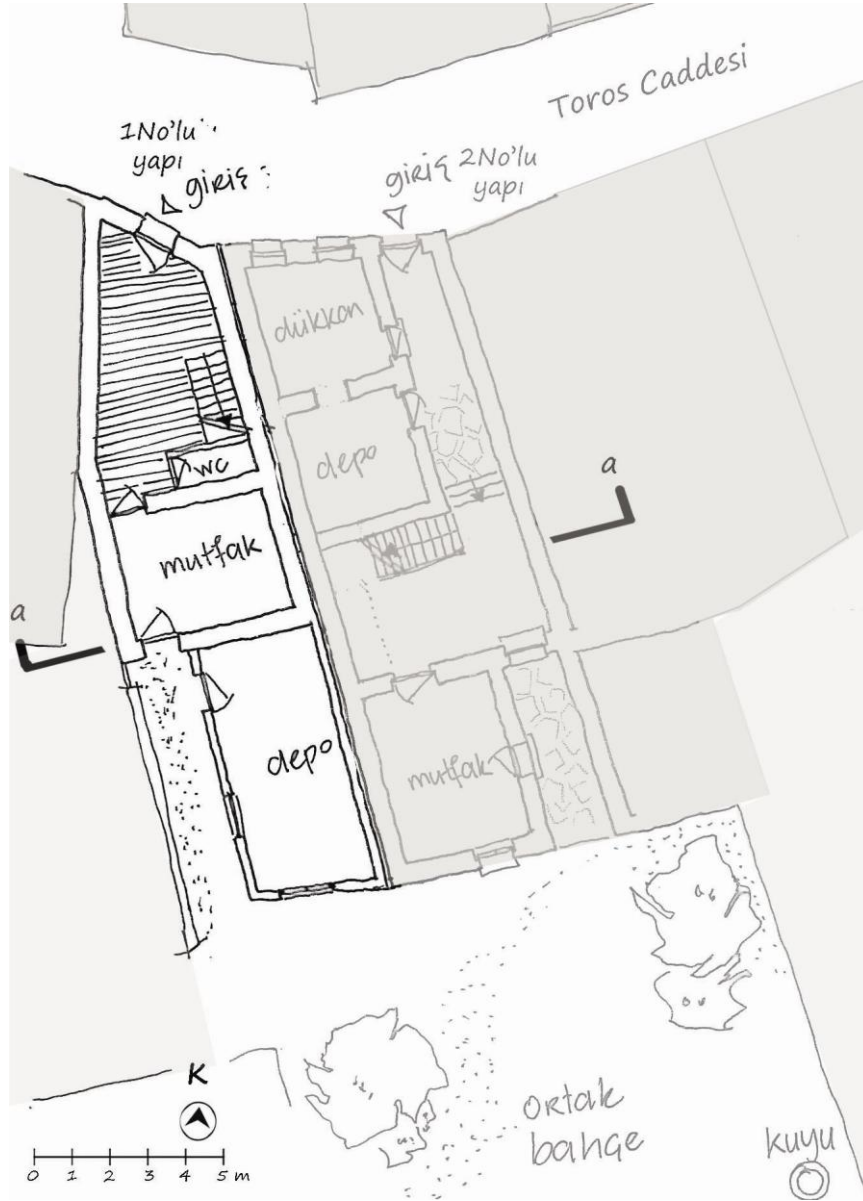 Toros Caddesi
1No'lu
yapı
giriş
giriş 2No'lu
yapı
dükkan
depo
a
wc
mutfak
a
depo
mutfak
K
0 1 2 3 4 5 m
ortak
bahçe
kuyu